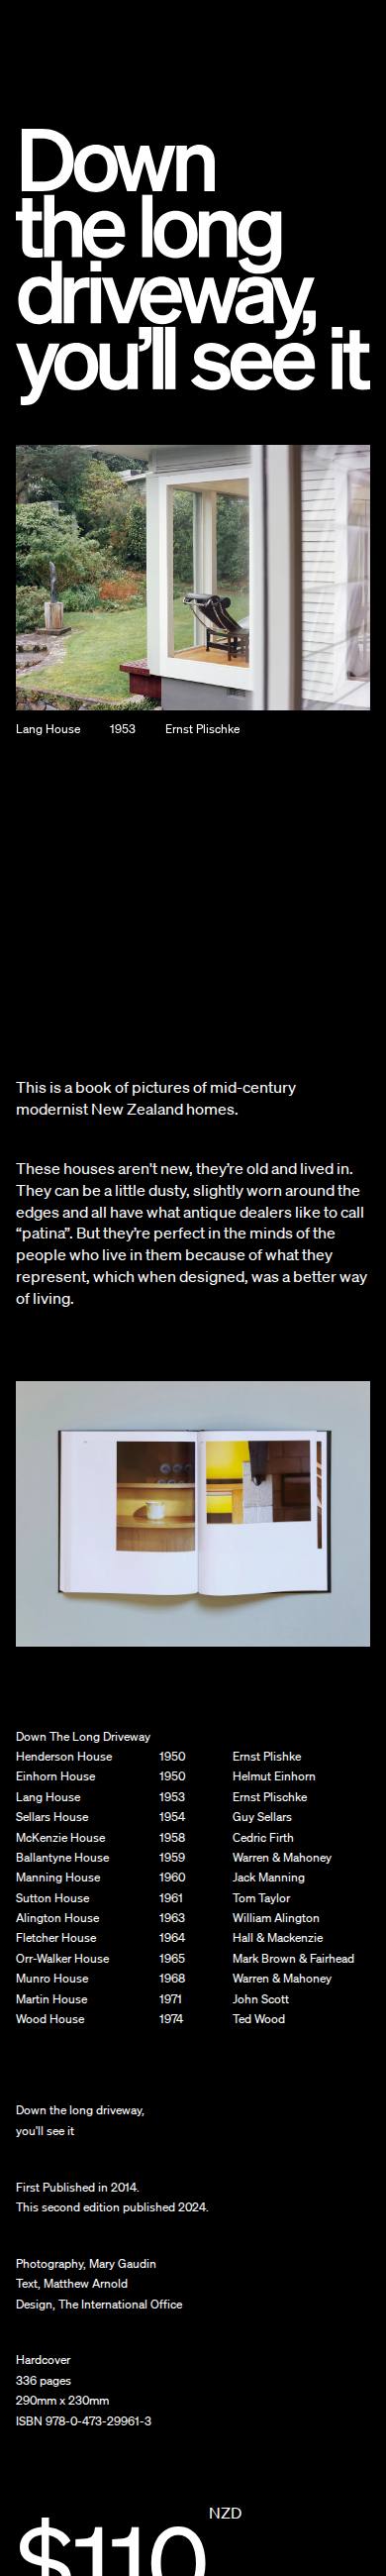 Down
the long
driveway,
you’ll see it
Lang House 1953 Ernst Plischke
This is a book of pictures of mid-century
modernist New Zealand homes.
These houses aren't new, they’re old and lived in.
They can be a little dusty, slightly worn around the
edges and all have what antique dealers like to call
“patina”. But they’re perfect in the minds of the
people who live in them because of what they
represent, which when designed, was a better way
of living.
Down The Long Driveway
Henderson House 1950 Ernst Plishke
Einhorn House 1950 Helmut Einhorn
Lang House 1953 Ernst Plischke
Sellars House 1954 Guy Sellars
McKenzie House 1958 Cedric Firth
Ballantyne House 1959 Warren & Mahoney
Manning House 1960 Jack Manning
Sutton House 1961 Tom Taylor
Alington House 1963 William Alington
Fletcher House 1964 Hall & Mackenzie
Orr-Walker House 1965 Mark Brown & Fairhead
Munro House 1968 Warren & Mahoney
Martin House 1971 John Scott
Wood House 1974 Ted Wood
Down the long driveway,
you'll see it
First Published in 2014.
This second edition published 2024.
Photography, Mary Gaudin
Text, Matthew Arnold
Design, The International Office
Hardcover
336 pages
290mm x 230mm
ISBN 978-0-473-29961-3
$110 NZD